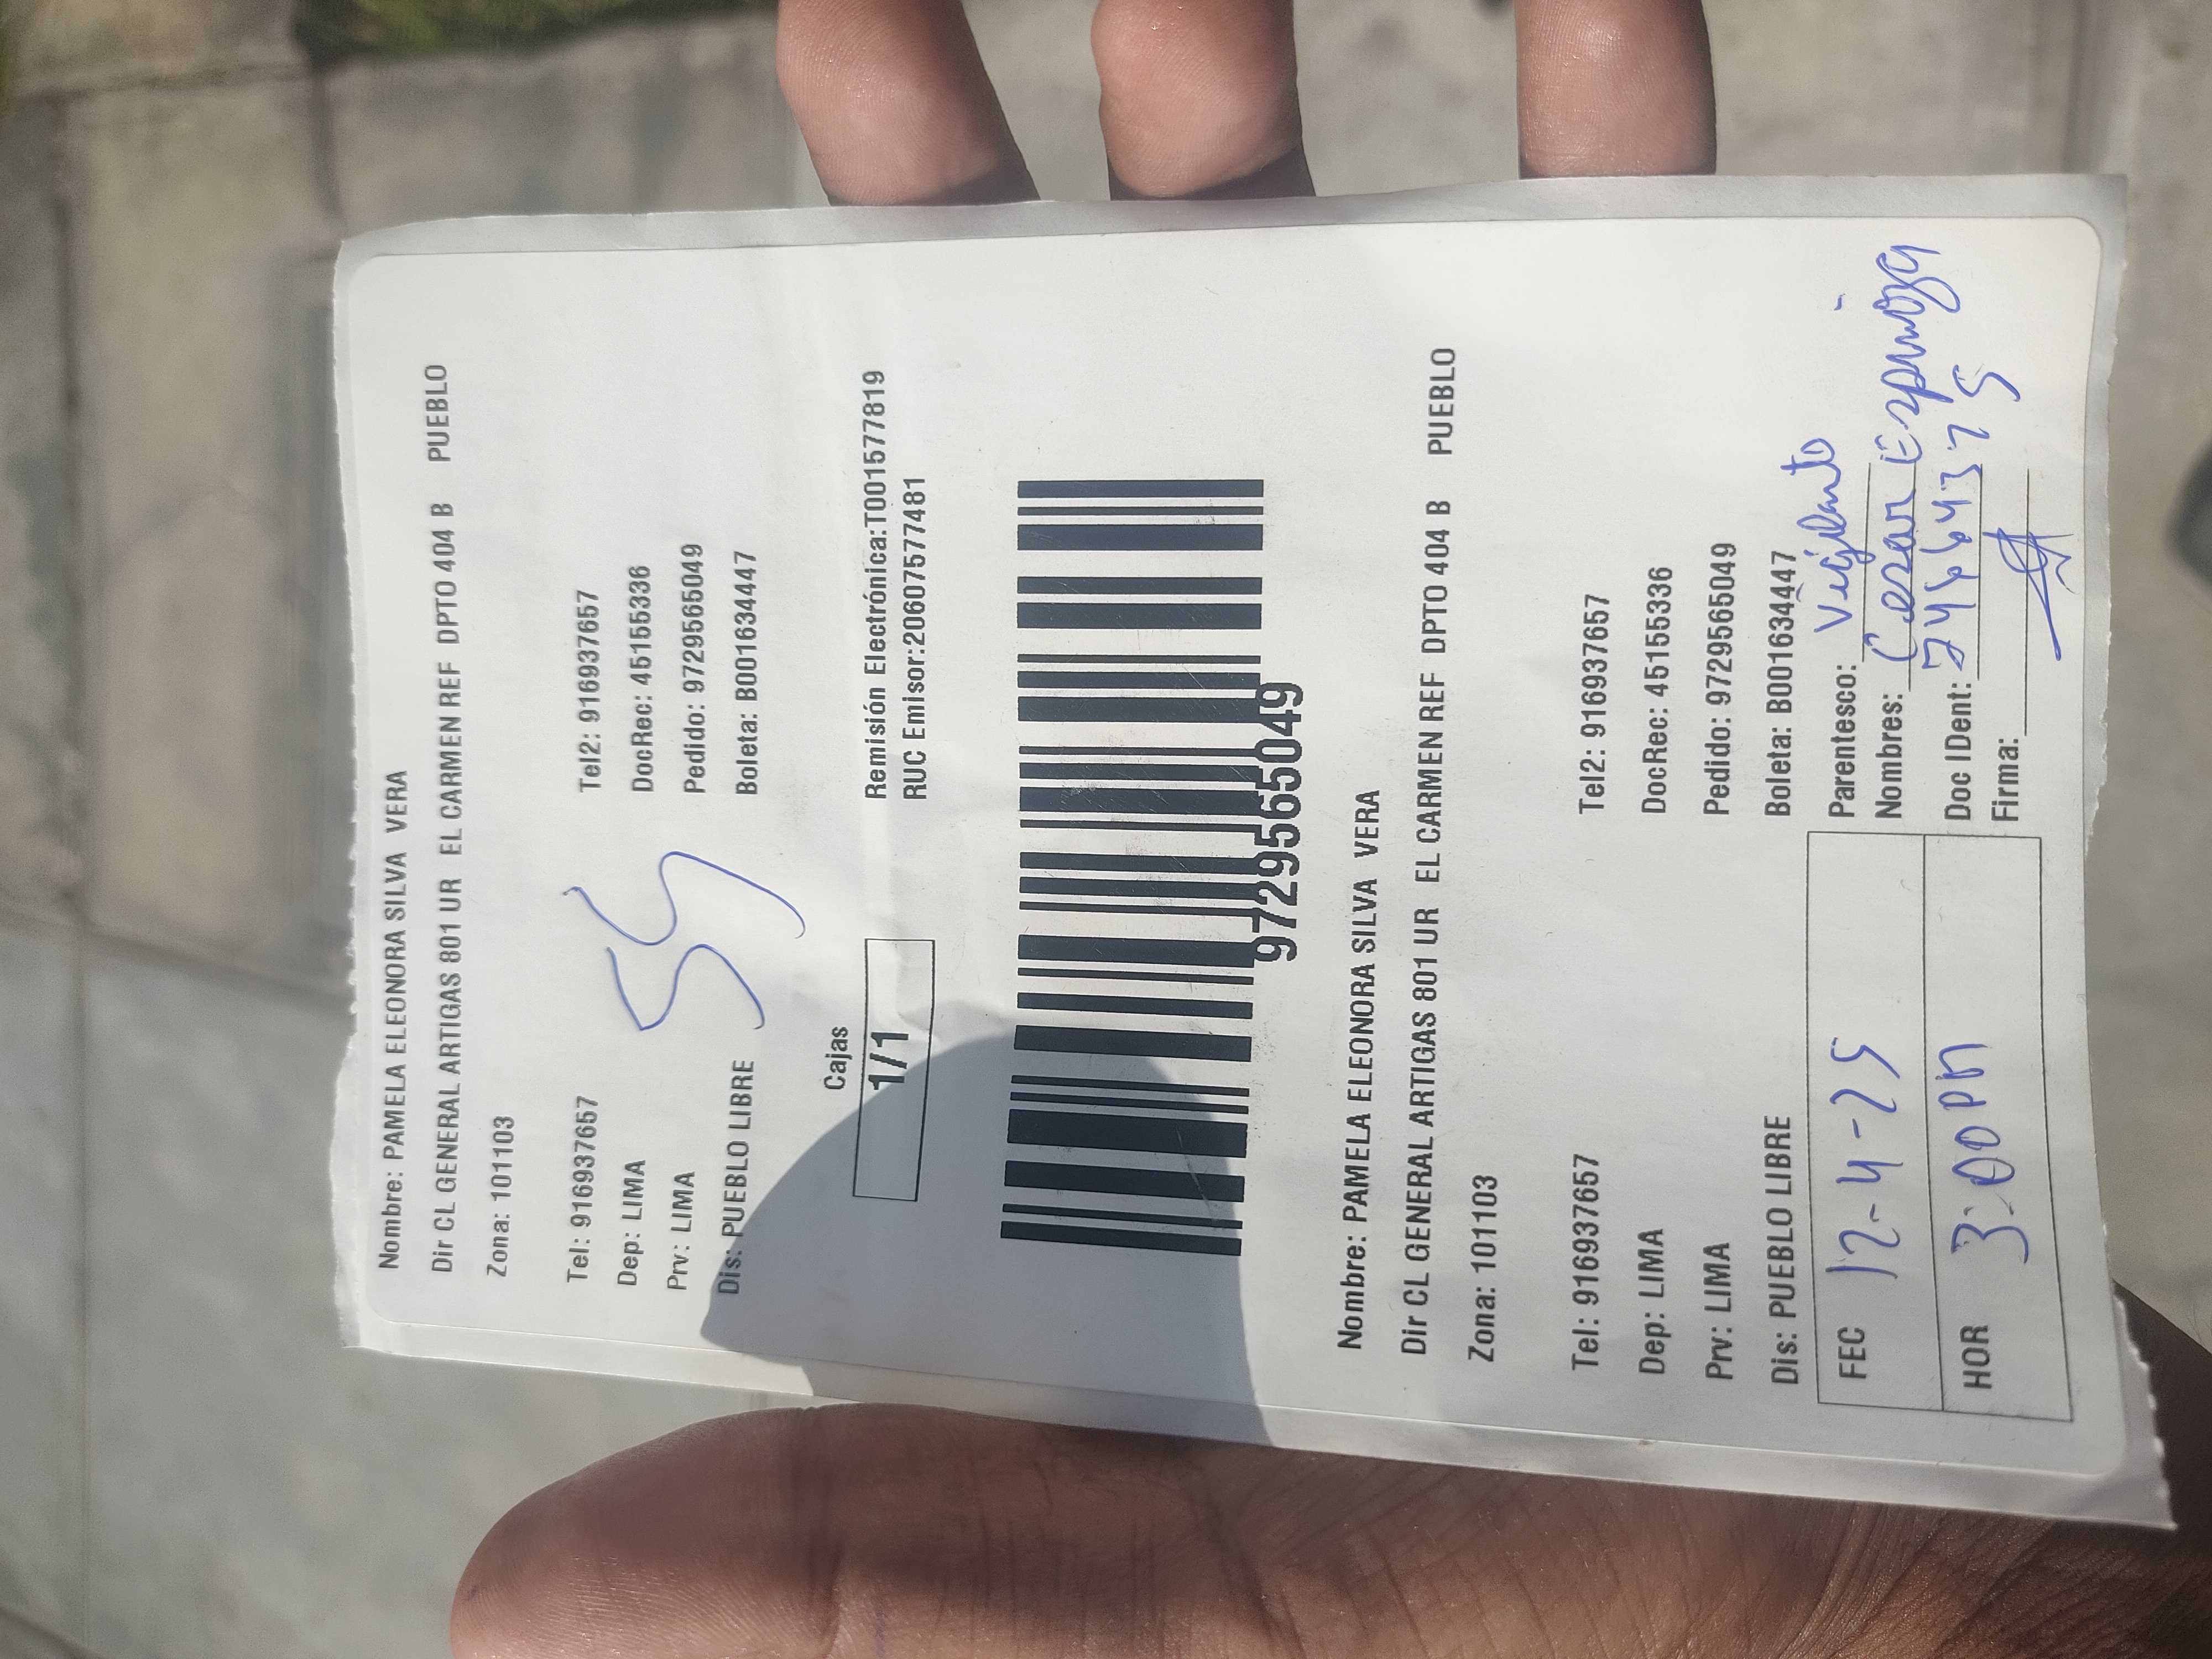 Nombre: PAMELA ELEONORA SILVA VERA
Dir CL GENERAL ARTIGAS 801 UR EL CARMEN REF DPTO 404 B PUEBLO
Zona: 101103
Tel: 916937657 Tel2: 916937657
Dep: LIMA DocRec: 45155336
Prv: LIMA Pedido: 9729565049
Dis: PUEBLO LIBRE Boleta: B001634447
Cajas
1/1
Remisión Electrónica:T001577819
RUC Emisor:20607577481
9729565049
Nombre: PAMELA ELEONORA SILVA VERA
Dir CL GENERAL ARTIGAS 801 UR EL CARMEN REF DPTO 404 B PUEBLO
Zona: 101103
Tel: 916937657 Tel2: 916937657
Dep: LIMA DocRec: 45155336
Prv: LIMA Pedido: 9729565049
Dis: PUEBLO LIBRE Boleta: B001634447
FEC 12-4-25
HOR 3:00 PM
Parentesco: Vigilante
Nombres: Cesar Espinoza
Doc IDent:
Firma: